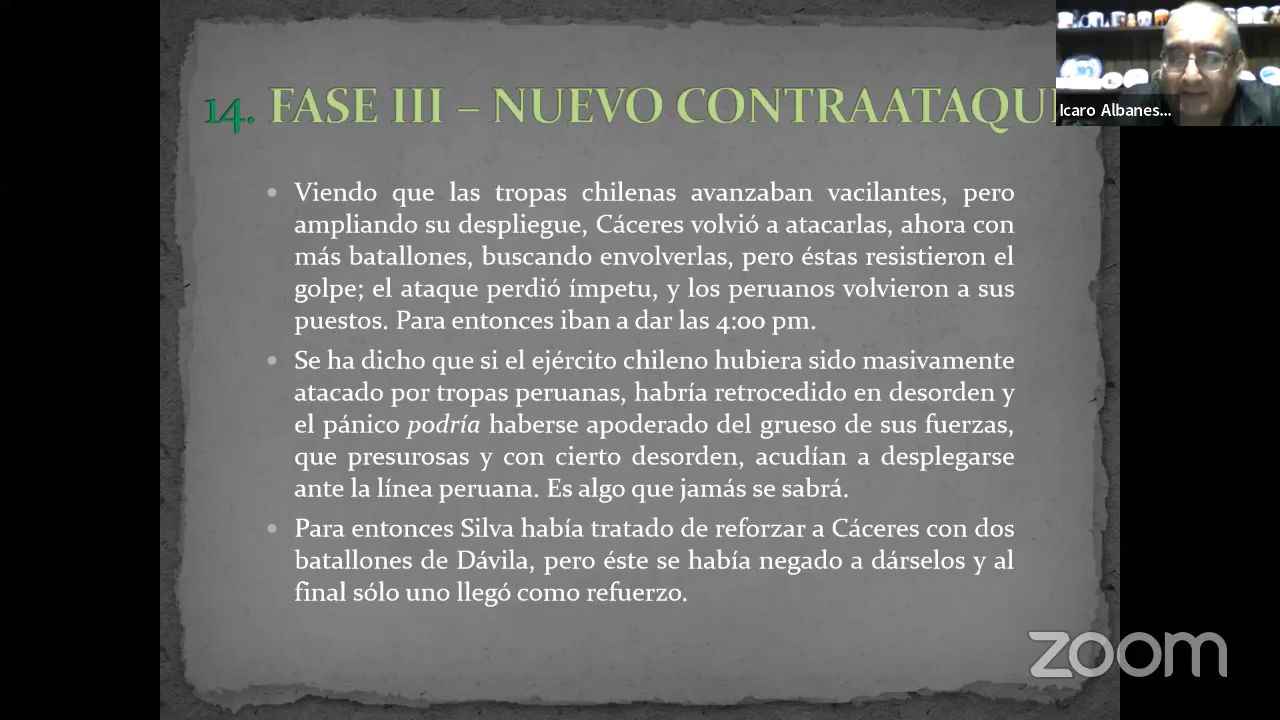 14. FASE III – NUEVO CONTRAATAQU
Icaro Albanes...
Viendo que las tropas chilenas avanzaban vacilantes, pero
ampliando su despliegue, Cáceres volvió a atacarlas, ahora con
más batallones, buscando envolverlas, pero éstas resistieron el
golpe; el ataque perdió ímpetu, y los peruanos volvieron a sus
puestos. Para entonces iban a dar las 4:00 pm.
Se ha dicho que si el ejército chileno hubiera sido masivamente
atacado por tropas peruanas, habría retrocedido en desorden y
el pánico podría haberse apoderado del grueso de sus fuerzas,
que presurosas y con cierto desorden, acudían a desplegarse
ante la línea peruana. Es algo que jamás se sabrá.
Para entonces Silva había tratado de reforzar a Cáceres con dos
batallones de Dávila, pero éste se había negado a dárselos y al
final sólo uno llegó como refuerzo.
zoom